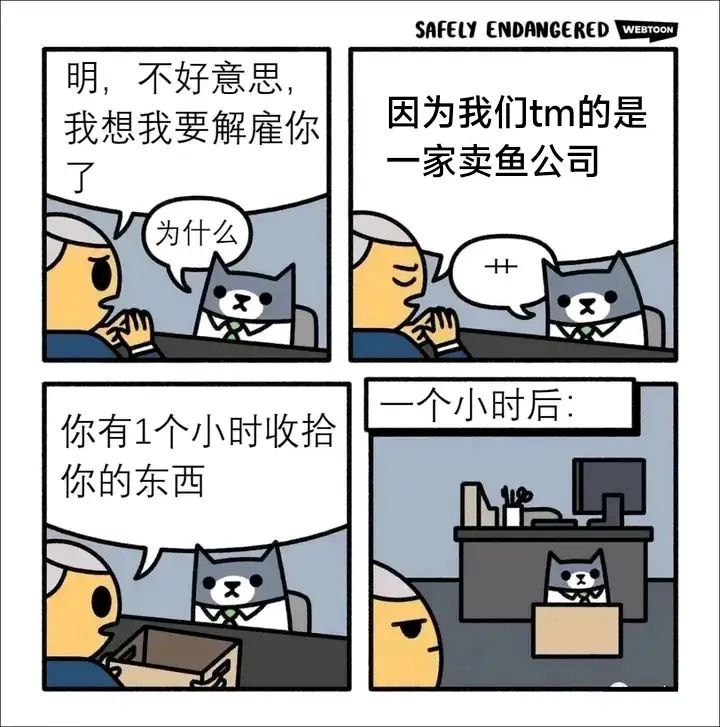 SAFELY ENDANGERED WEBTOON
明，不好意思，
我想我要解雇你
了
为什么
因为我们tm的是
一家卖鱼公司
艹
你有1个小时收拾
你的东西
一个小时后：